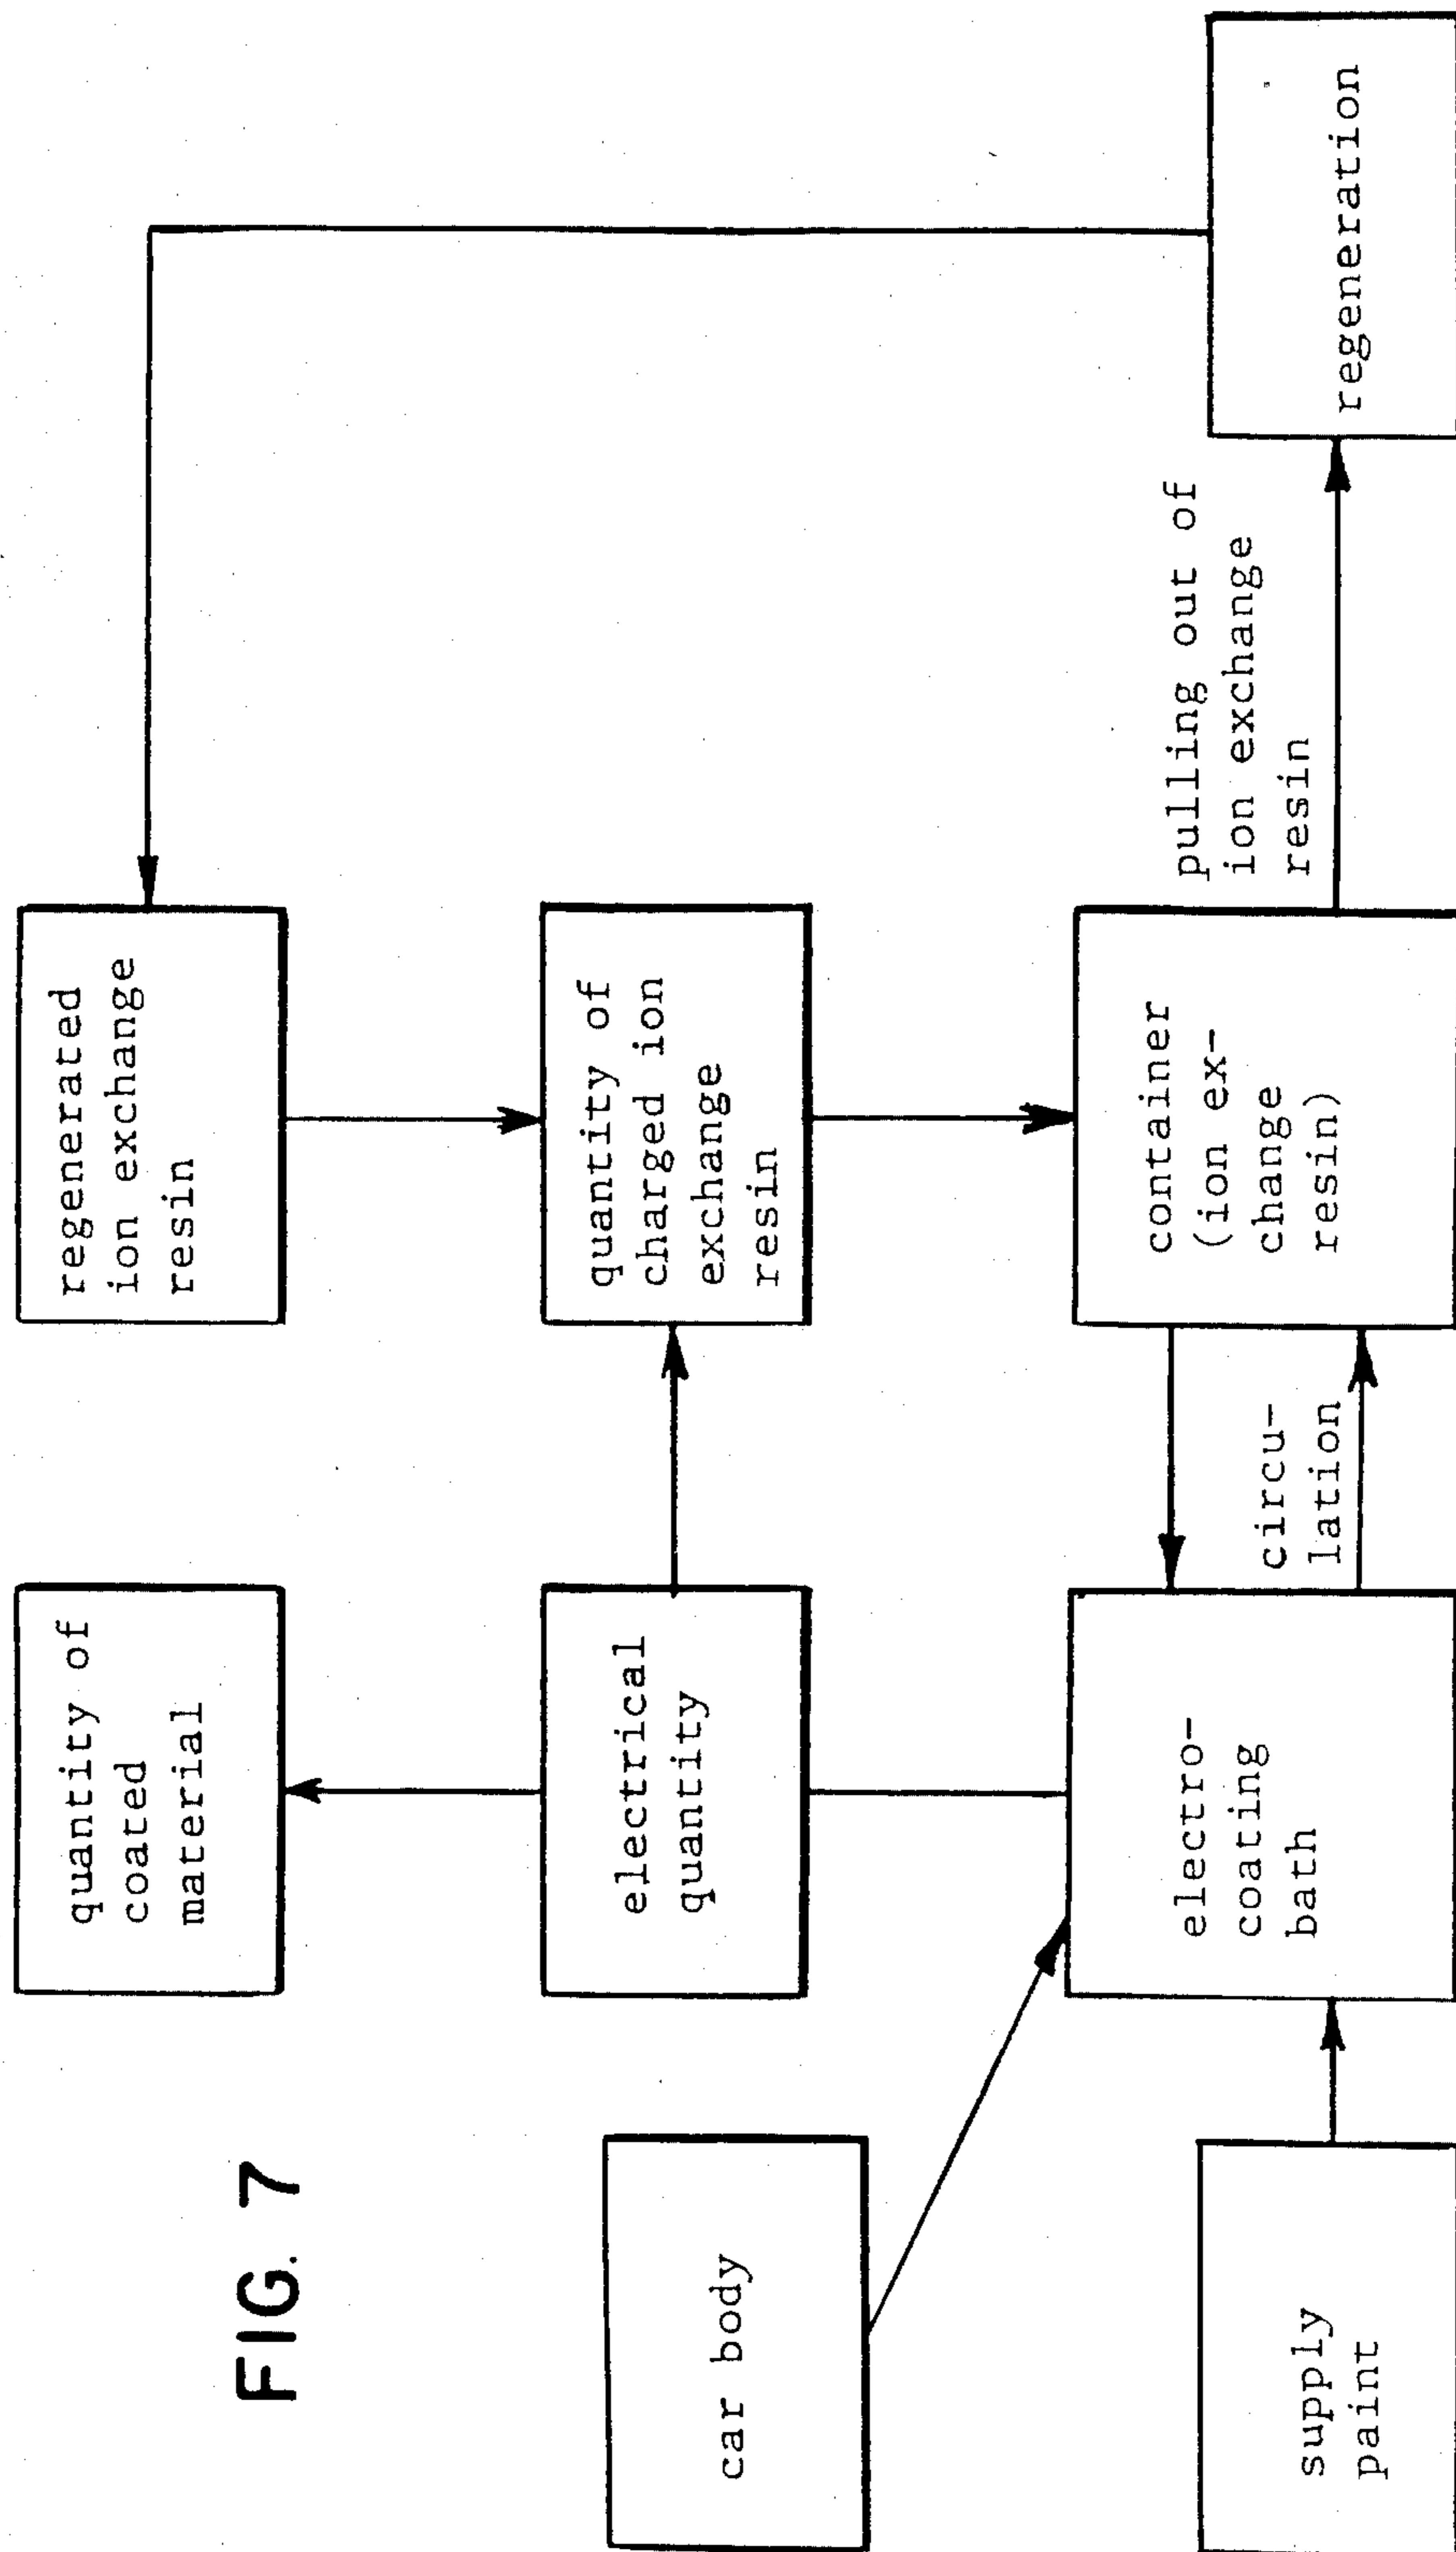 FIG. 7
quantity of
coated
material
regenerated
ion exchange
resin
car body
electrical
quantity
quantity of
charged ion
exchange
resin
supply
paint
electro-
coating
bath
circu-
lation
container
(ion ex-
change
resin)
pulling out of
ion exchange
resin
regeneration